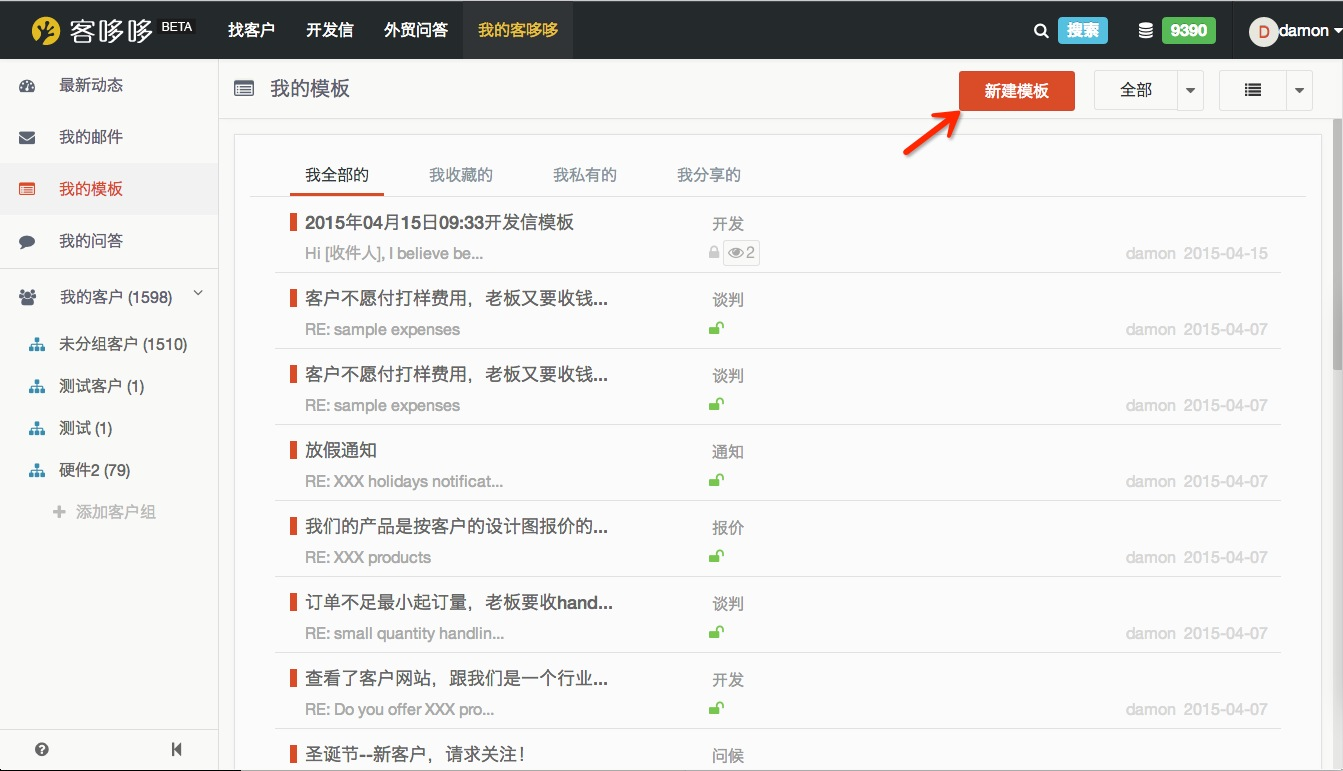 客哆哆 BETA 找客户 开发信 外贸问答 我的客哆哆 搜索 9390 D damon
最新动态
我的邮件
我的模板
我的问答
我的客户 (1598)
未分组客户 (1510)
测试客户 (1)
测试 (1)
硬件2 (79)
添加客户组
我的模板 新建模板 全部
我全部的 我收藏的 我私有的 我分享的
2015年04月15日09:33开发信模板 开发
Hi [收件人], I believe be... 2 damon 2015-04-15
客户不愿付打样费用，老板又要收钱... 谈判
RE: sample expenses damon 2015-04-07
客户不愿付打样费用，老板又要收钱... 谈判
RE: sample expenses damon 2015-04-07
放假通知 通知
RE: XXX holidays notificat... damon 2015-04-07
我们的产品是按客户的设计图报价的... 报价
RE: XXX products damon 2015-04-07
订单不足最小起订量，老板要收hand... 谈判
RE: small quantity handlin... damon 2015-04-07
查看了客户网站，跟我们是一个行业... 开发
RE: Do you offer XXX pro... damon 2015-04-07
圣诞节--新客户，请求关注！ 问候